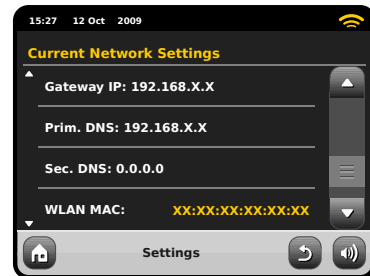 15:27 12 Oct 2009
Current Network Settings
Gateway IP: 192.168.X.X
Prim. DNS: 192.168.X.X
Sec. DNS: 0.0.0.0
WLAN MAC: XX:XX:XX:XX:XX:XX
Settings